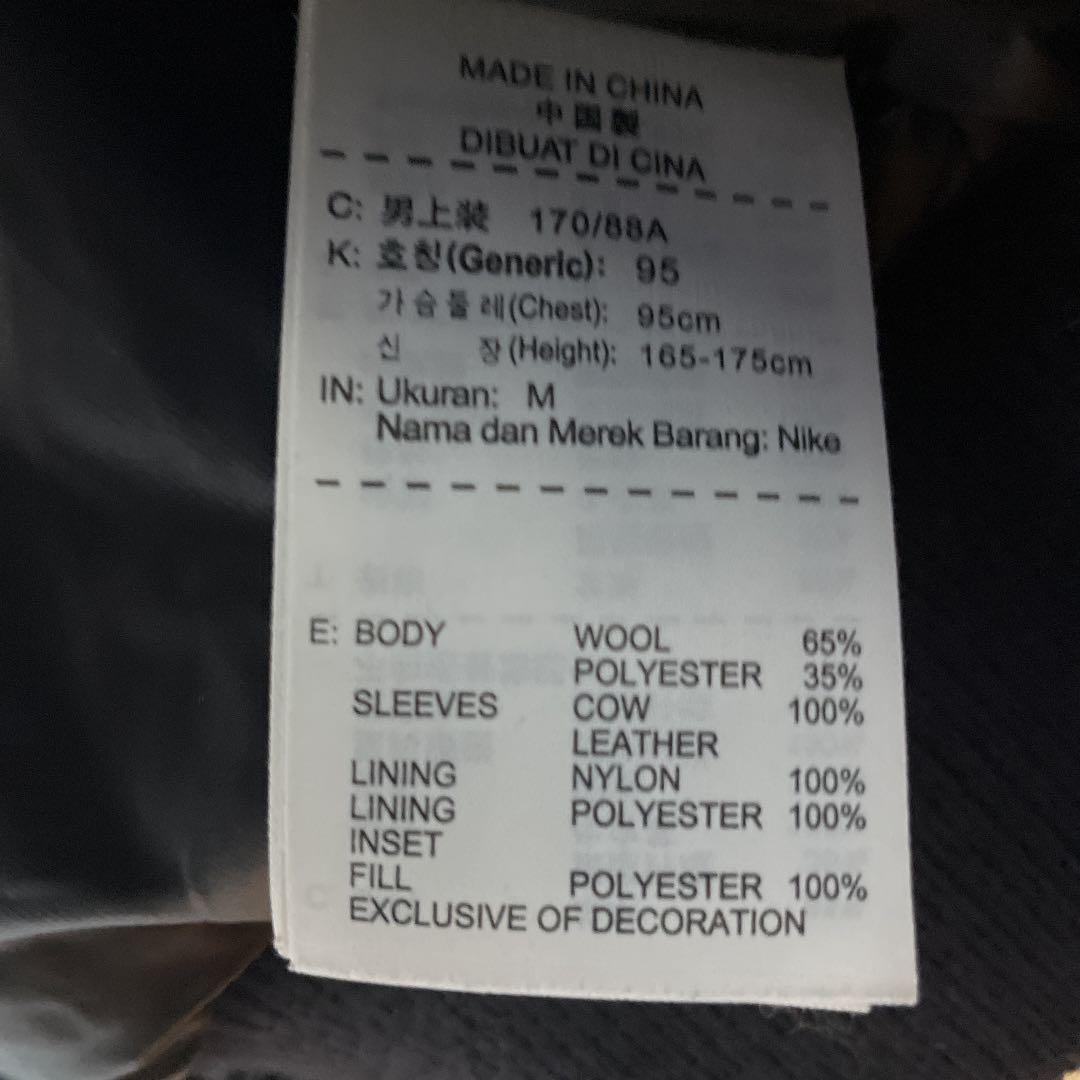 MADE IN CHINA
中国製
DIBUAT DI CINA
C: 男上装 170/88A
K: 호칭(Generic): 95
가슴둘레(Chest): 95cm
신 장(Height): 165-175cm
IN: Ukuran: M
Nama dan Merek Barang: Nike
E: BODY WOOL 65%
POLYESTER 35%
SLEEVES COW 100%
LEATHER
LINING NYLON 100%
LINING POLYESTER 100%
INSET
FILL POLYESTER 100%
EXCLUSIVE OF DECORATION